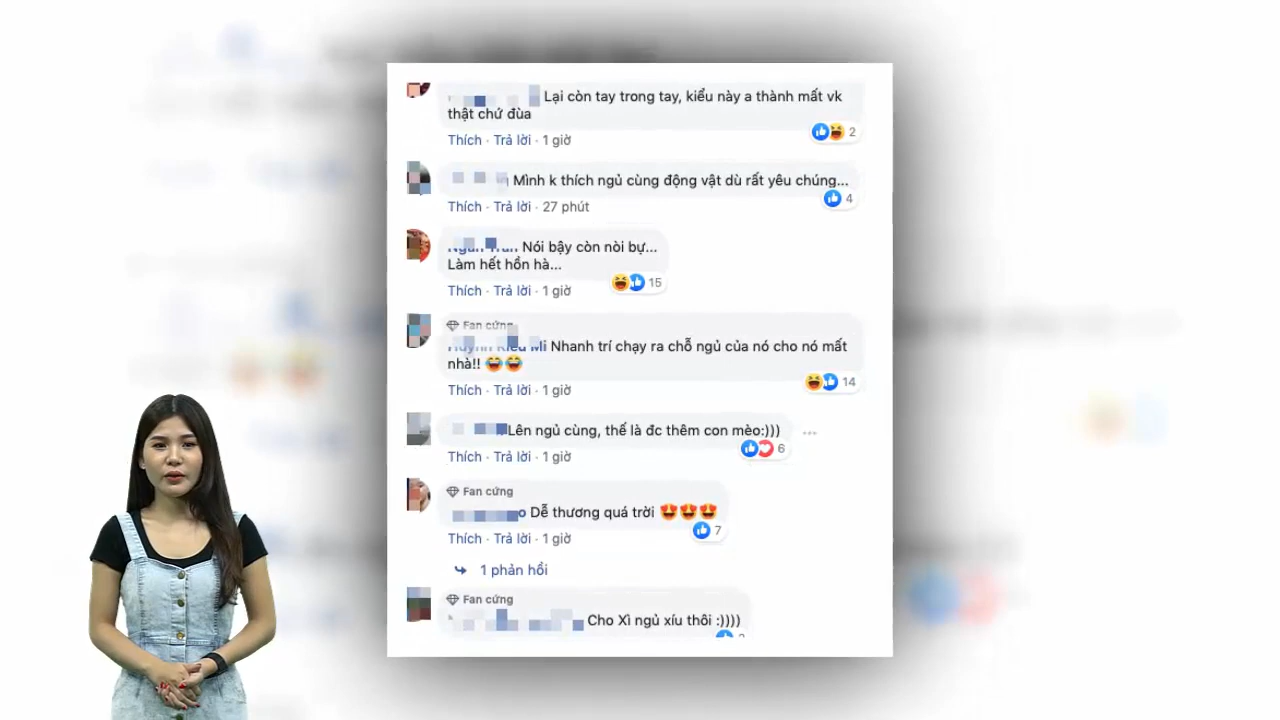 Lại còn tay trong tay, kiểu này a thành mất vk
thật chứ đùa
2
Thích · Trả lời · 1 giờ
Mình k thích ngủ cùng động vật dù rất yêu chúng...
4
Thích · Trả lời · 27 phút
Nói bậy còn nòi bự...
Làm hết hồn hà...
15
Thích · Trả lời · 1 giờ
Fan cứng
Nhanh trí chạy ra chỗ ngủ của nó cho nó mất
nhà!! 😂😂
14
Thích · Trả lời · 1 giờ
Lên ngủ cùng, thế là đc thêm con mèo:)))
6
Thích · Trả lời · 1 giờ
Fan cứng
Dễ thương quá trời 😍😍😍
7
Thích · Trả lời · 1 giờ
1 phản hồi
Fan cứng
Cho Xì ngủ xíu thôi :))))